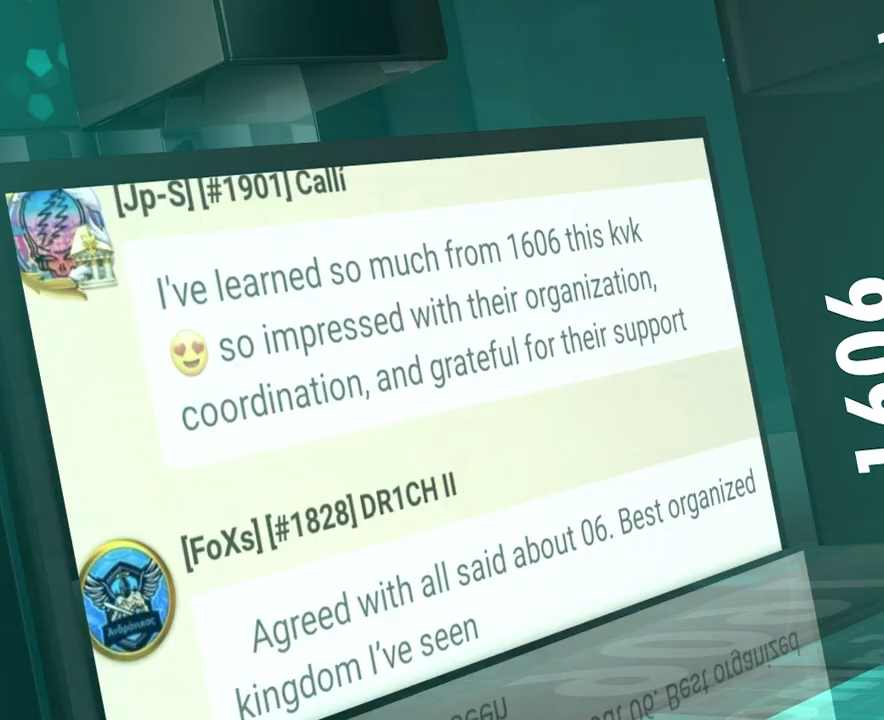 [Jp-S] [#1901] Calli
I've learned so much from 1606 this kvk
😍 so impressed with their organization,
coordination, and grateful for their support
[FoXs] [#1828] DR1CH II
Agreed with all said about 06. Best organized
kingdom I've seen
Ανδρόνικος
1606